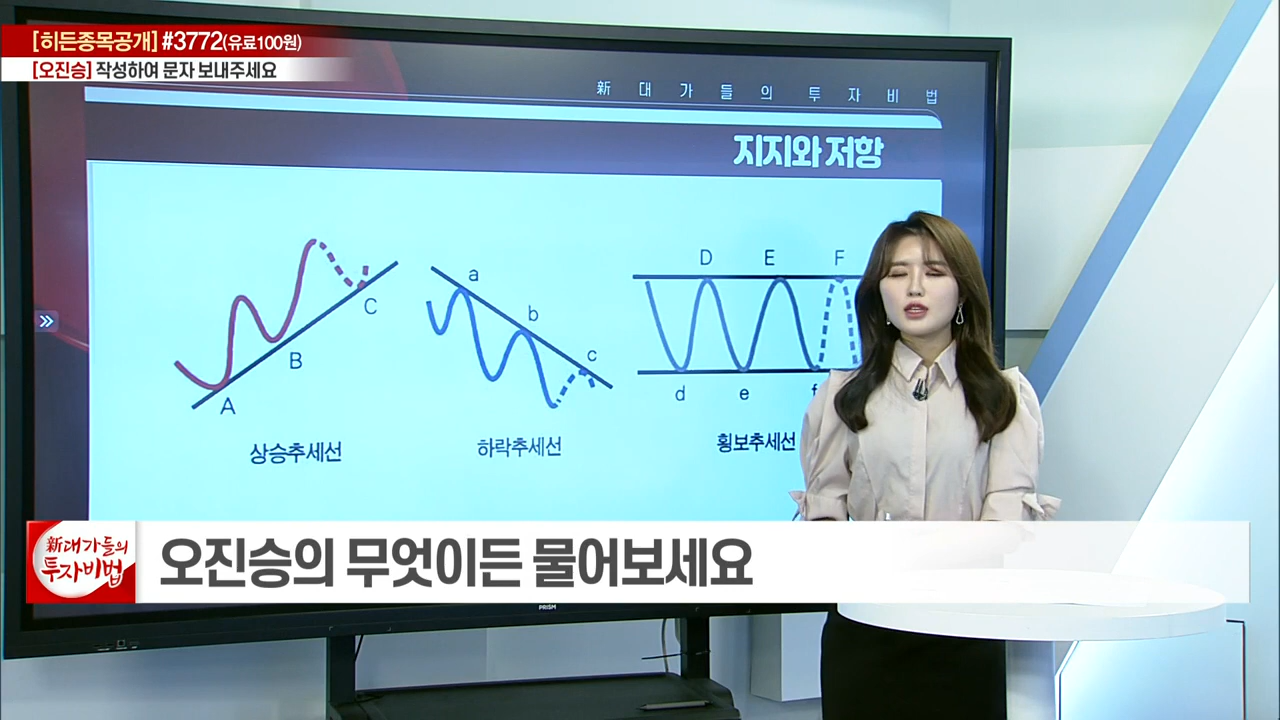 [히든종목공개] #3772(유료100원)
[오진승] 작성하여 문자 보내주세요
新 대 가 들 의 투 자 비 법
지지와 저항
A
B
C
상승추세선
a
b
c
하락추세선
D E F
d e f
횡보추세선
新대가들의
투자비법
오진승의 무엇이든 물어보세요
PRISM